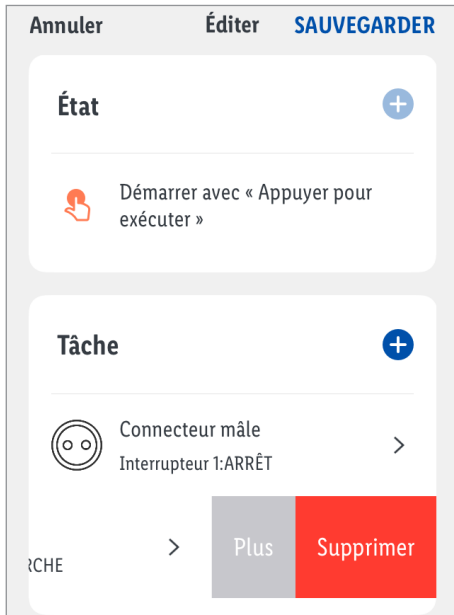 Annuler Éditer SAUVEGARDER
État
Démarrer avec « Appuyer pour
exécuter »
Tâche
Connecteur mâle
Interrupteur 1:ARRÊT
Plus Supprimer
RCHE